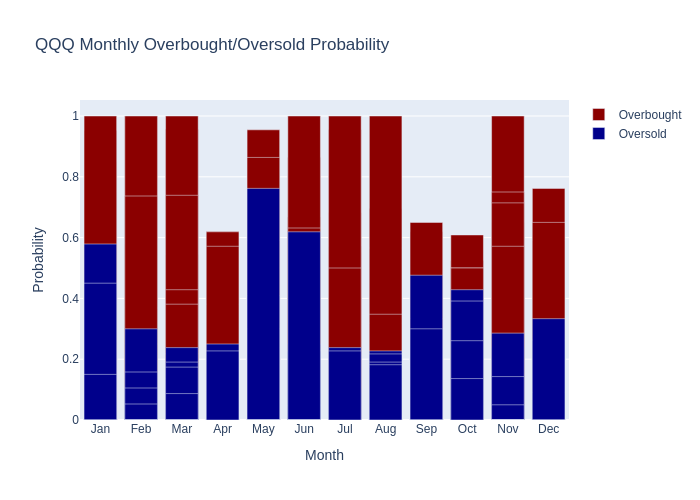 QQQ Monthly Overbought/Oversold Probability
Overbought
Oversold
Probability
1
0.8
0.6
0.4
0.2
0
Jan Feb Mar Apr May Jun Jul Aug Sep Oct Nov Dec
Month